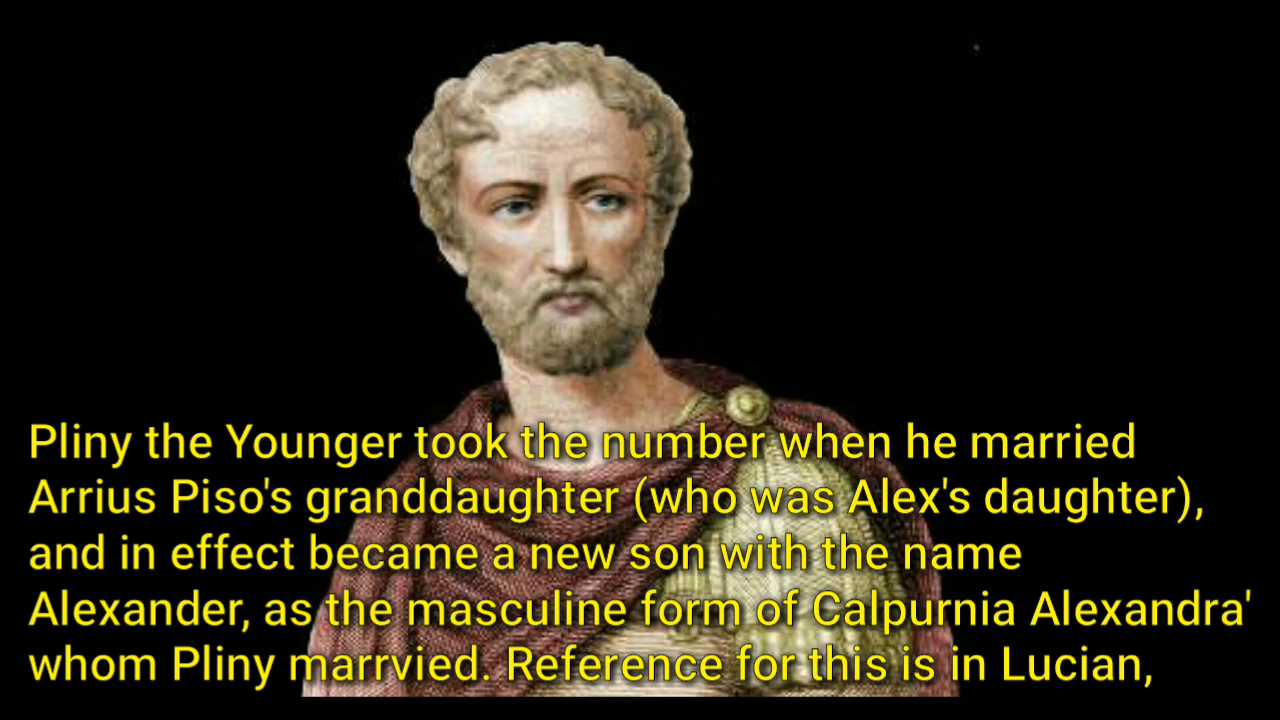 Pliny the Younger took the number when he married
Arrius Piso's granddaughter (who was Alex's daughter),
and in effect became a new son with the name
Alexander, as the masculine form of Calpurnia Alexandra'
whom Pliny marrvied. Reference for this is in Lucian,